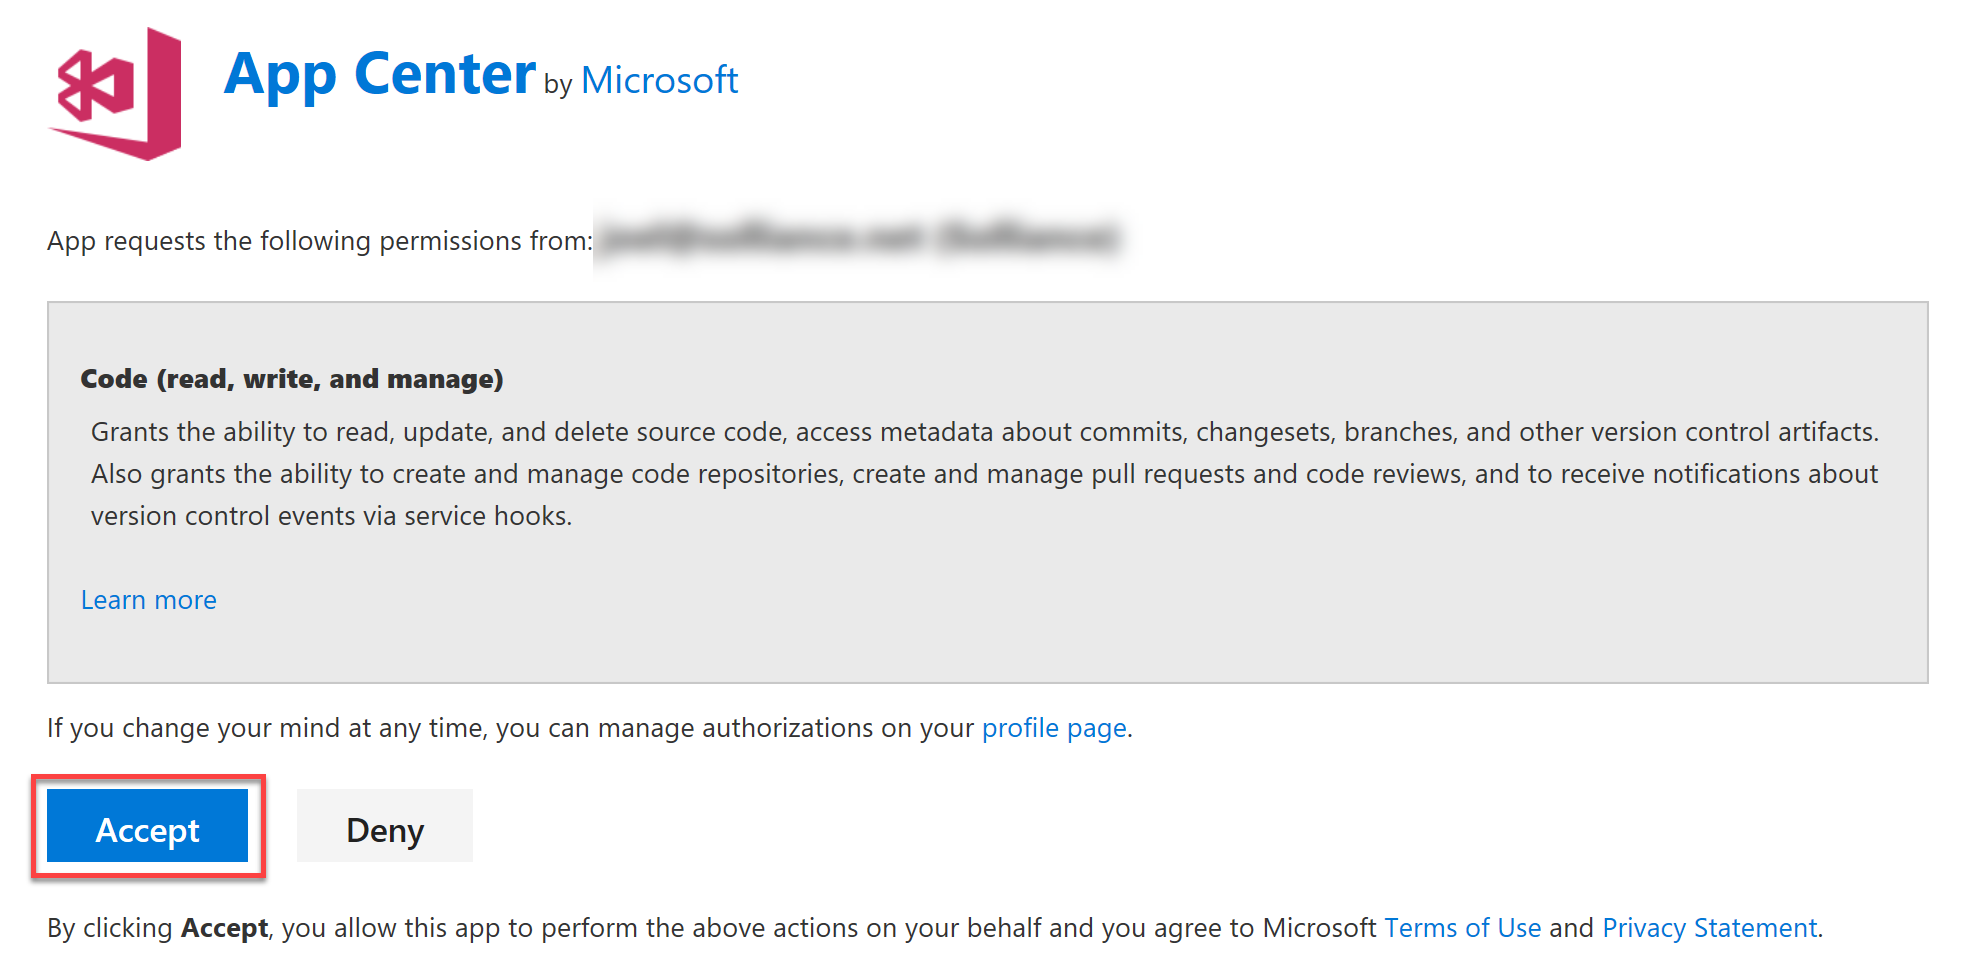 App Center by Microsoft
App requests the following permissions from:
Code (read, write, and manage)
Grants the ability to read, update, and delete source code, access metadata about commits, changesets, branches, and other version control artifacts.
Also grants the ability to create and manage code repositories, create and manage pull requests and code reviews, and to receive notifications about
version control events via service hooks.
Learn more
If you change your mind at any time, you can manage authorizations on your profile page.
Accept Deny
By clicking Accept, you allow this app to perform the above actions on your behalf and you agree to Microsoft Terms of Use and Privacy Statement.